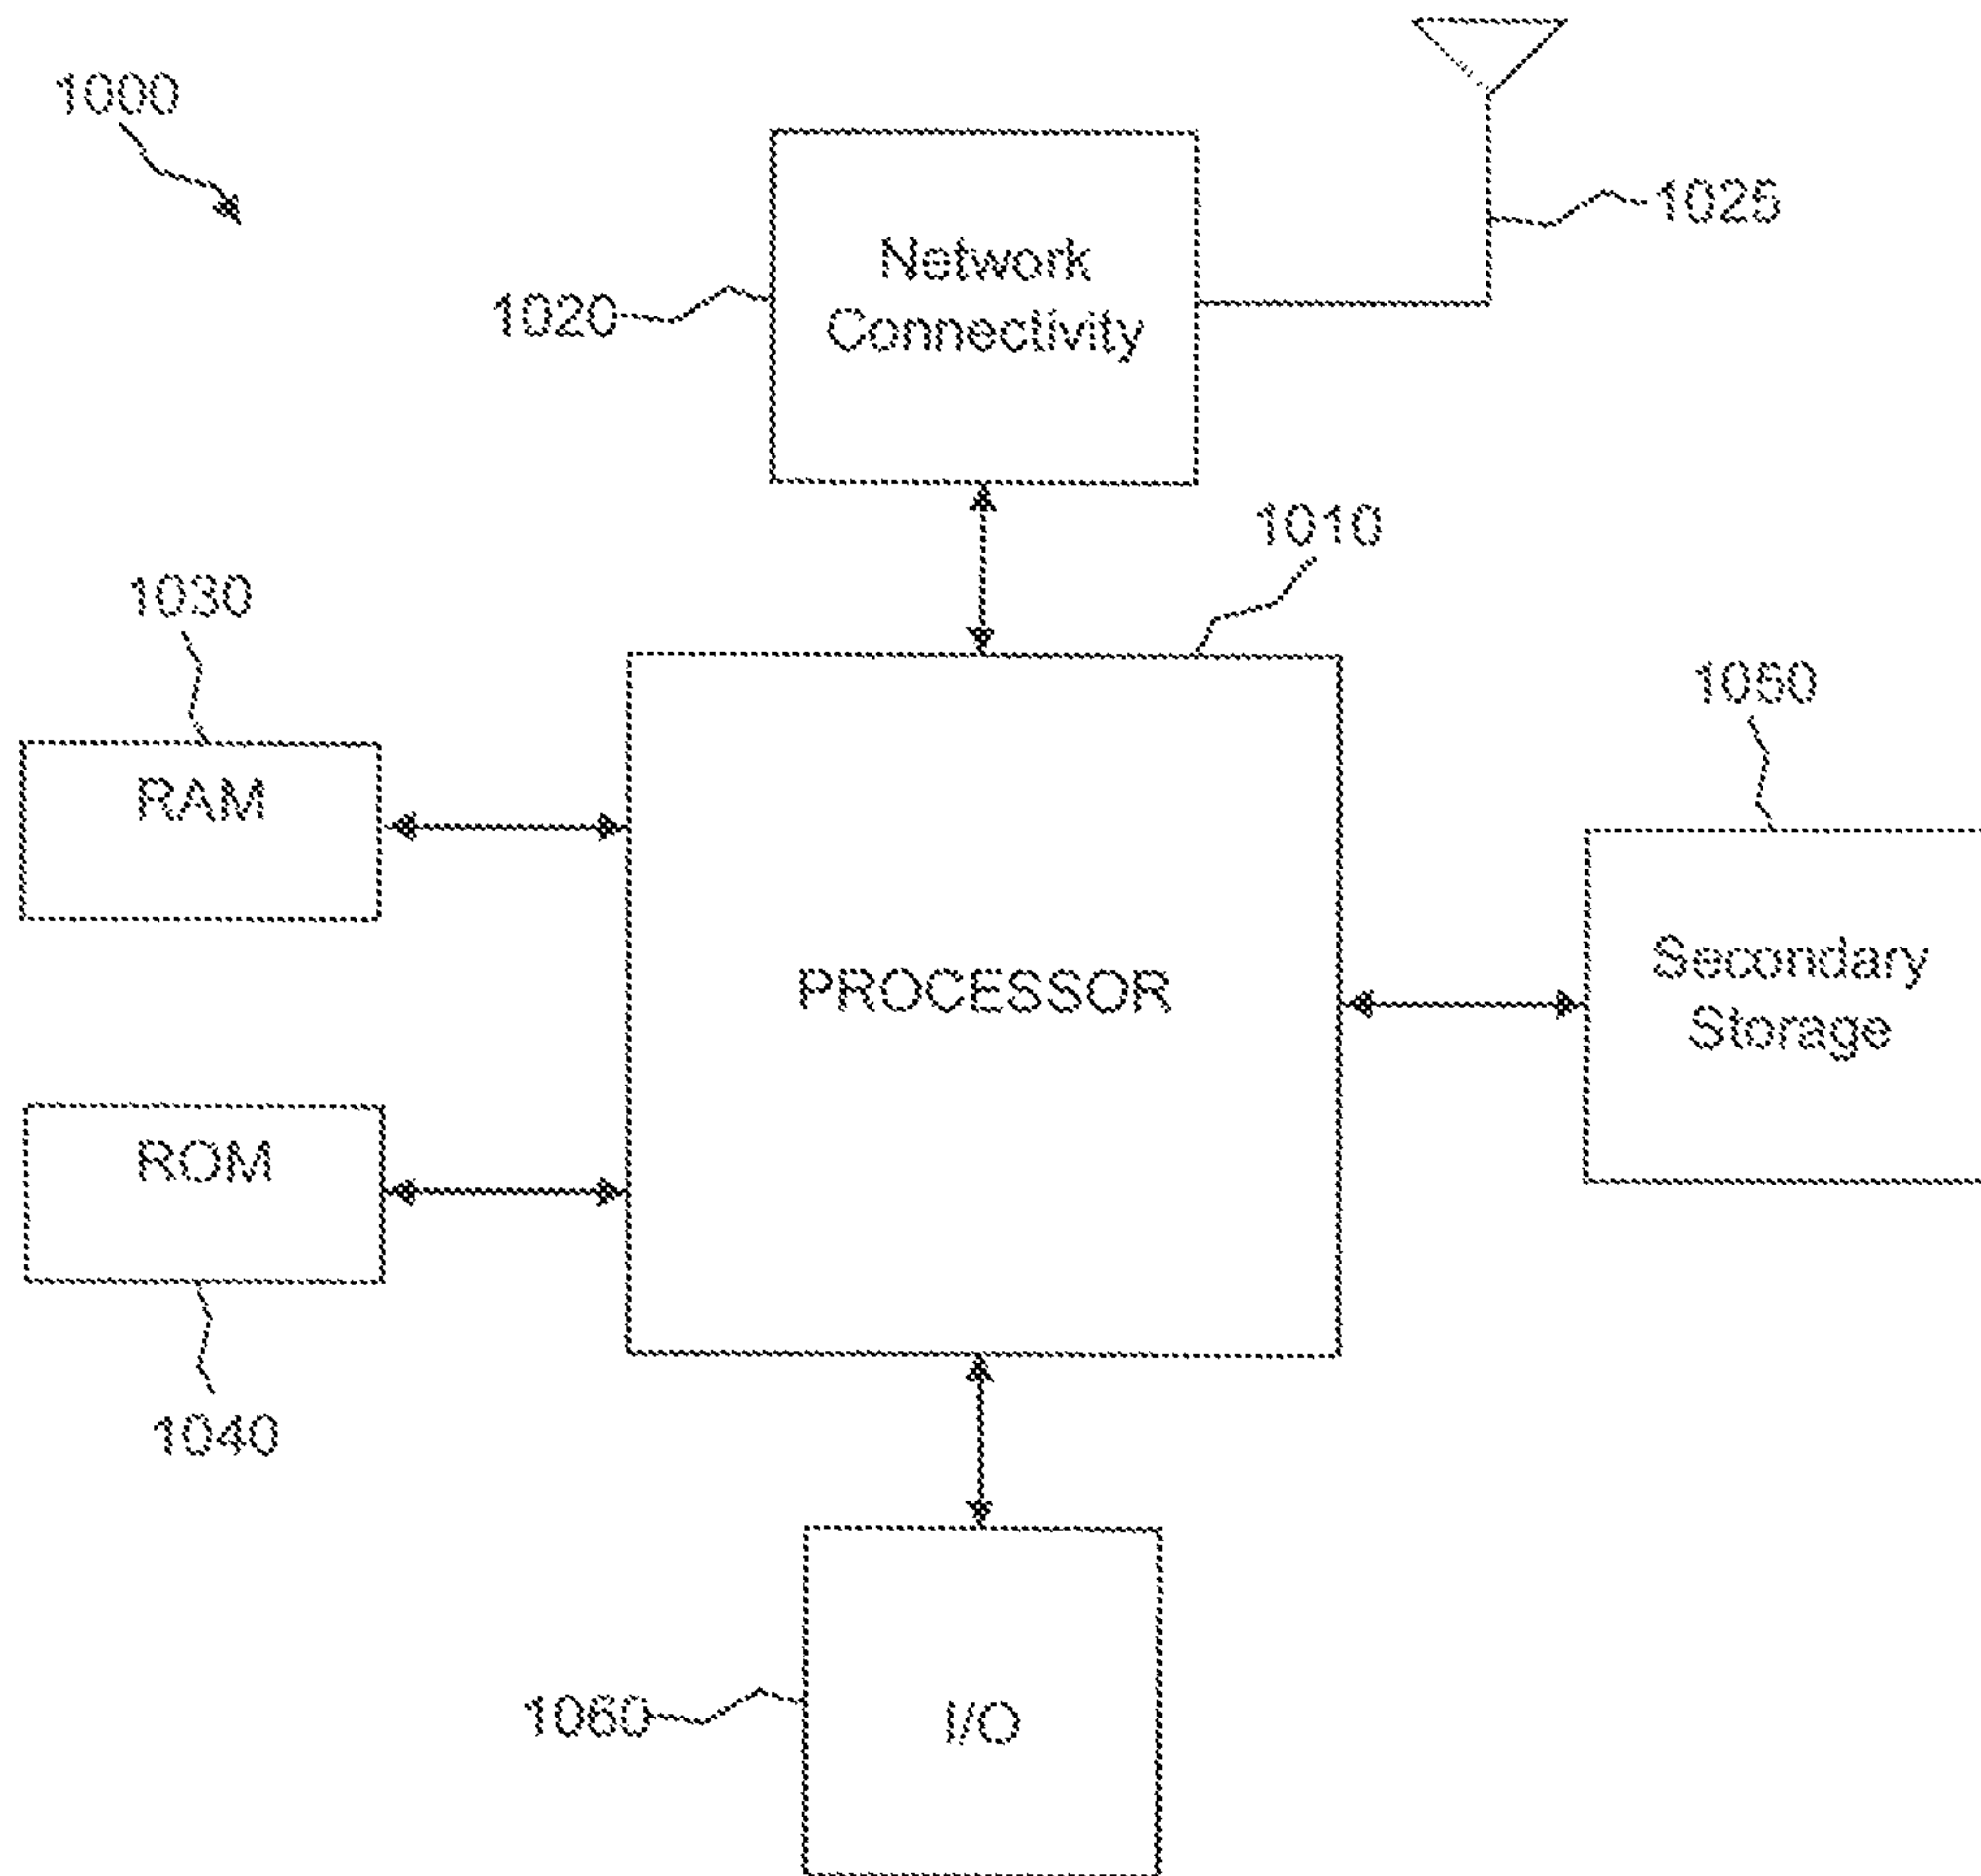 1000
1025
Network
1020
Connectivity
1010
1030
1050
RAM
Secondary
PROCESSOR
Storage
ROM
1040
1060
I/O